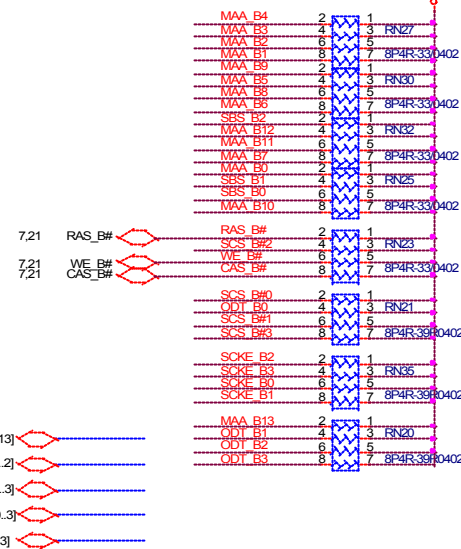 MAA_B4 2 1
MAA_B3 4 3 RN27
MAA_B2 6 5
MAA_B1 8 7 8P4R-33/0402
MAA_B9 2 1
MAA_B5 4 3 RN30
MAA_B8 6 5
MAA_B6 8 7 8P4R-33/0402
SBS_B2 2 1
MAA_B12 4 3 RN32
MAA_B11 6 5
MAA_B7 8 7 8P4R-33/0402
MAA_B0 2 1
SBS_B1 4 3 RN25
SBS_B0 6 5
MAA_B10 8 7 8P4R-33/0402
7,21 RAS_B# RAS_B# 2 1
SCS_B#2 4 3 RN23
7,21 WE_B# WE_B# 6 5
7,21 CAS_B# CAS_B# 8 7 8P4R-33/0402
SCS_B#0 2 1
ODT_B0 4 3 RN21
SCS_B#1 6 5
SCS_B#3 8 7 8P4R-39R0402
SCKE_B2 2 1
SCKE_B3 4 3 RN35
SCKE_B0 6 5
SCKE_B1 8 7 8P4R-39R0402
MAA_B13 2 1
ODT_B1 4 3 RN20
13]
ODT_B2 6 5
ODT_B3 8 7 8P4R-39R0402
..2]
..3]
..3]
3]